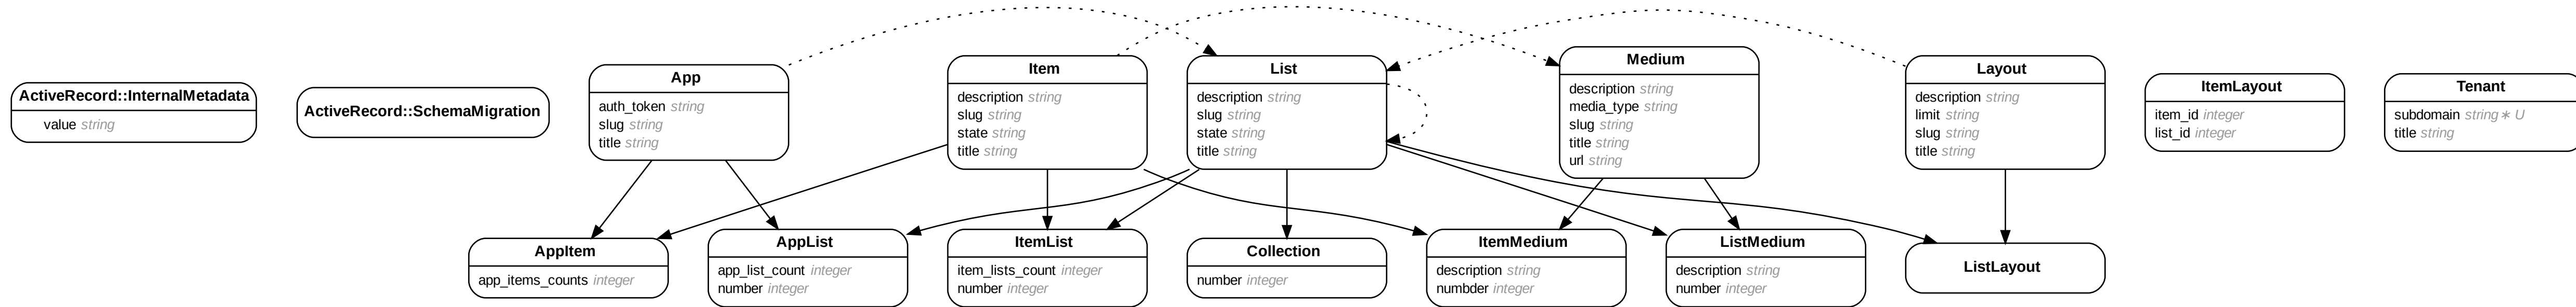 ActiveRecord::InternalMetadata
value string
ActiveRecord::SchemaMigration
App
auth_token string
slug string
title string
Item
description string
slug string
state string
title string
List
description string
slug string
state string
title string
Medium
description string
media_type string
slug string
title string
url string
Layout
description string
limit string
slug string
title string
ItemLayout
item_id integer
list_id integer
Tenant
subdomain string ∗ U
title string
AppItem
app_items_counts integer
AppList
app_list_count integer
number integer
ItemList
item_lists_count integer
number integer
Collection
number integer
ItemMedium
description string
numbder integer
ListMedium
description string
number integer
ListLayout